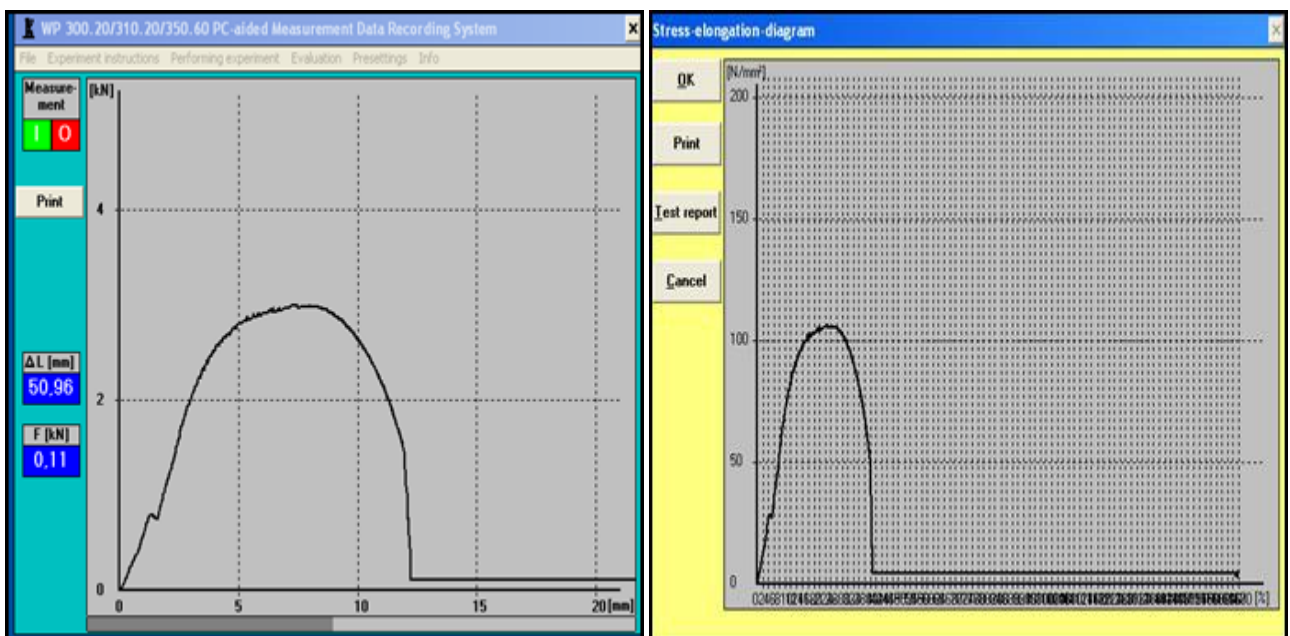 WP 300.20/310.20/350.60 PC-aided Measurement Data Recording System
File Experiment instructions Performing experiment Evaluation Presettings Info
Measure-
ment
I O
Print
ΔL [mm]
50,96
F [kN]
0,11
[kN]
4
2
0
0 5 10 15 20 [mm]
Stress-elongation-diagram
OK
Print
Test report
Cancel
[N/mm²]
200
150
100
50
0
[%]